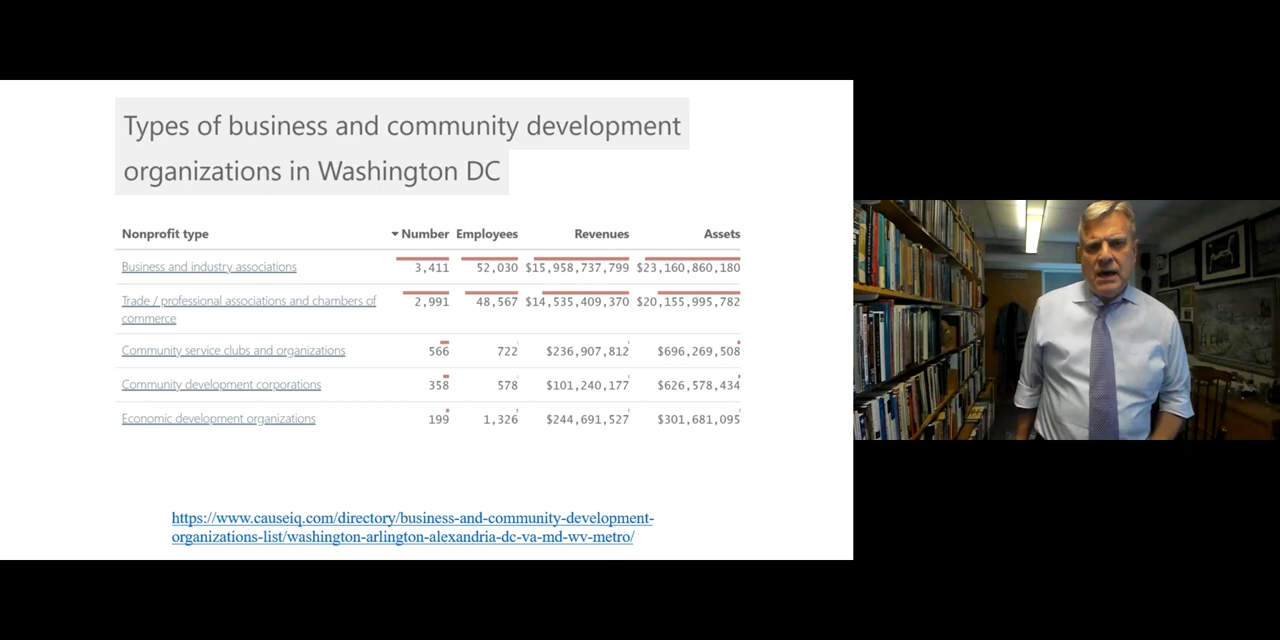 Types of business and community development
organizations in Washington DC
Nonprofit type Number Employees Revenues Assets
Business and industry associations 3,411 52,030 $15,958,737,799 $23,160,860,180
Trade / professional associations and chambers of
commerce 2,991 48,567 $14,535,409,370 $20,155,995,782
Community service clubs and organizations 566 722 $236,907,812 $696,269,508
Community development corporations 358 578 $101,240,177 $626,578,434
Economic development organizations 199 1,326 $244,691,527 $301,681,095
https://www.causeiq.com/directory/business-and-community-development-
organizations-list/washington-arlington-alexandria-dc-va-md-wv-metro/